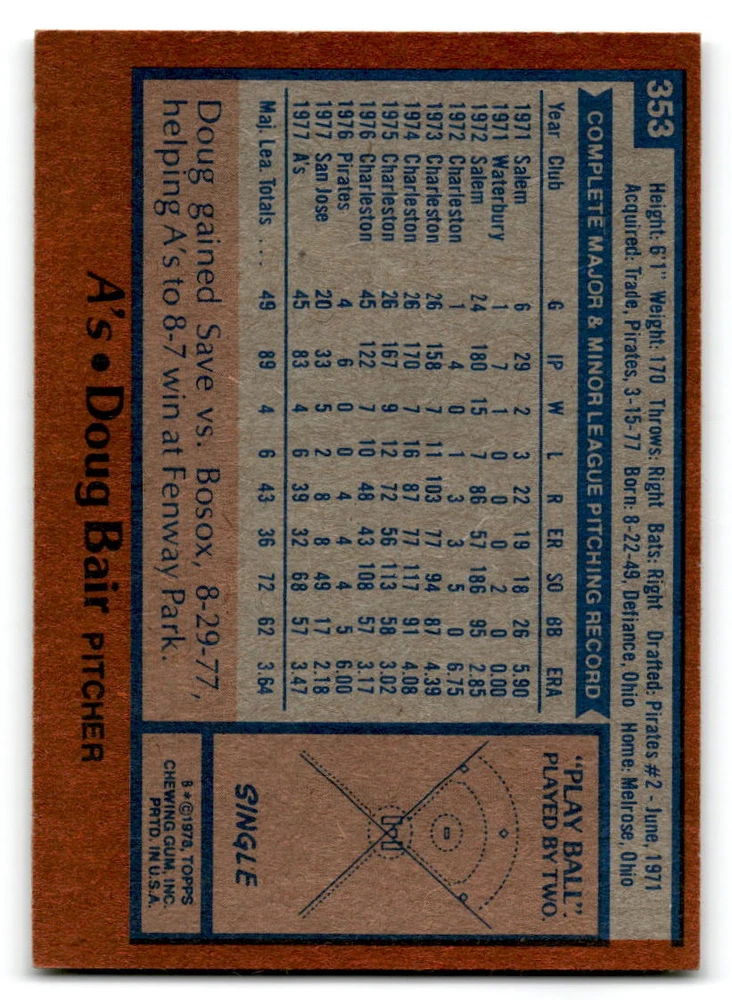 353
Height: 6'1" Weight: 170 Throws: Right Bats: Right Drafted: Pirates #2 - June, 1971
Acquired: Trade, Pirates, 3-15-77 Born: 8-22-49, Defiance, Ohio Home: Melrose, Ohio
COMPLETE MAJOR & MINOR LEAGUE PITCHING RECORD
Year Club G IP W L R ER SO BB ERA
1971 Salem 6 29 2 3 22 19 18 26 5.90
1971 Waterbury 1 7 1 0 0 0 2 0 0.00
1972 Salem 24 180 15 7 86 57 186 95 2.85
1972 Charleston 1 4 0 1 3 3 5 0 6.75
1973 Charleston 26 158 7 11 103 77 94 87 4.39
1974 Charleston 26 170 7 16 87 77 117 91 4.08
1975 Charleston 26 167 9 12 72 56 113 58 3.02
1976 Charleston 45 122 7 10 48 43 108 57 3.17
1976 Pirates 4 6 0 0 4 4 4 5 6.00
1977 San Jose 20 33 5 2 8 8 49 17 2.18
1977 A's 45 83 4 6 39 32 68 57 3.47
Maj. Lea. Totals .... 49 89 4 6 43 36 72 62 3.64
Doug gained Save vs. Bosox, 8-29-77,
helping A's to 8-7 win at Fenway Park.
"PLAY BALL"
PLAYED BY TWO.
SINGLE
B*©1978, TOPPS
CHEWING GUM, INC.
PRTD. IN U.S.A.
A's • Doug Bair PITCHER